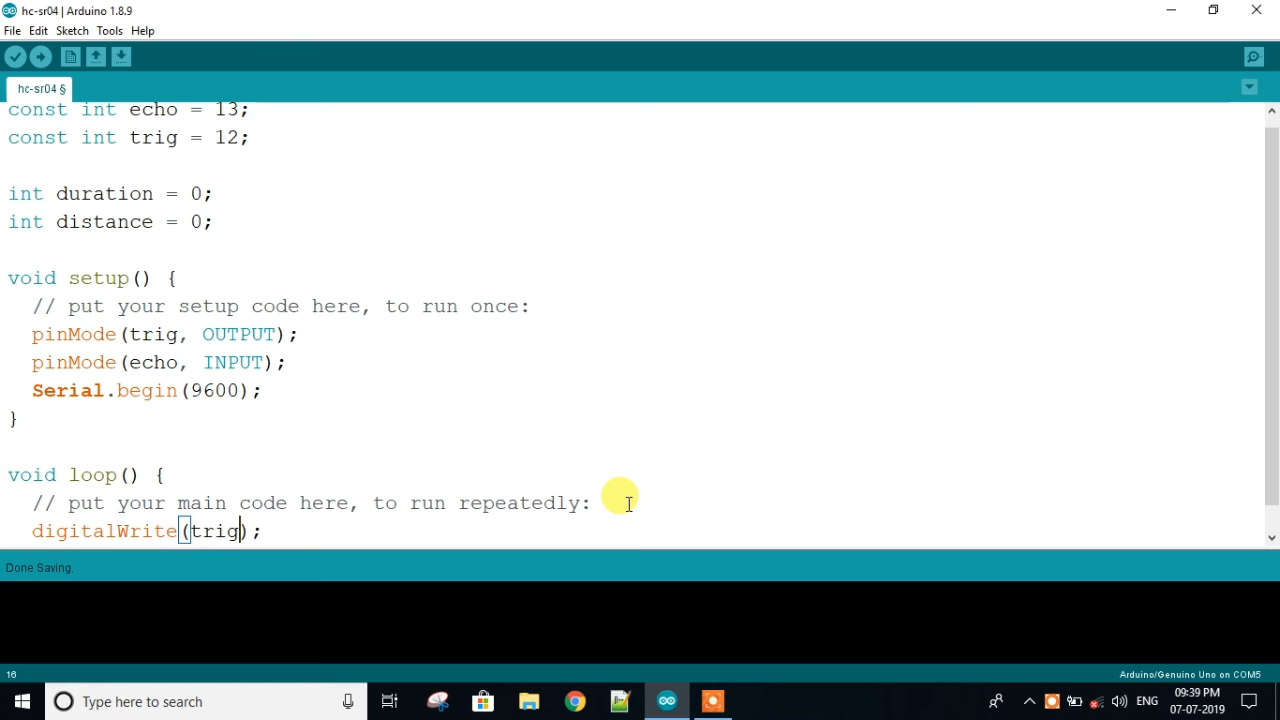 hc-sr04 | Arduino 1.8.9
File Edit Sketch Tools Help
hc-sr04 §
const int echo = 13;
const int trig = 12;
int duration = 0;
int distance = 0;
void setup() {
// put your setup code here, to run once:
pinMode(trig, OUTPUT);
pinMode(echo, INPUT);
Serial.begin(9600);
}
void loop() {
// put your main code here, to run repeatedly:
digitalWrite(trig);
Done Saving.
16
Arduino/Genuino Uno on COM5
Type here to search
ENG
09:39 PM
07-07-2019